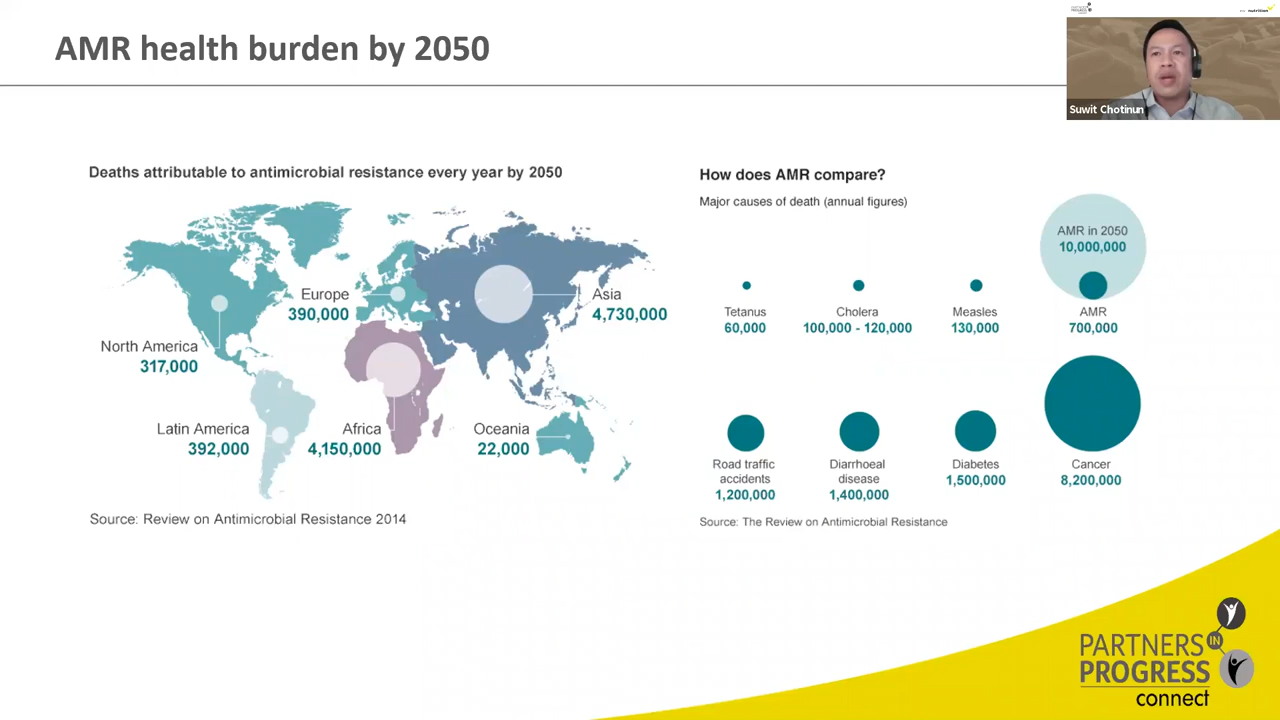 AMR health burden by 2050
Suwit Chotinun
Deaths attributable to antimicrobial resistance every year by 2050
Europe
390,000
Asia
4,730,000
North America
317,000
Latin America
392,000
Africa
4,150,000
Oceania
22,000
Source: Review on Antimicrobial Resistance 2014
How does AMR compare?
Major causes of death (annual figures)
AMR in 2050
10,000,000
Tetanus
60,000
Cholera
100,000 - 120,000
Measles
130,000
AMR
700,000
Road traffic
accidents
1,200,000
Diarrhoeal
disease
1,400,000
Diabetes
1,500,000
Cancer
8,200,000
Source: The Review on Antimicrobial Resistance
PARTNERS IN
PROGRESS
connect